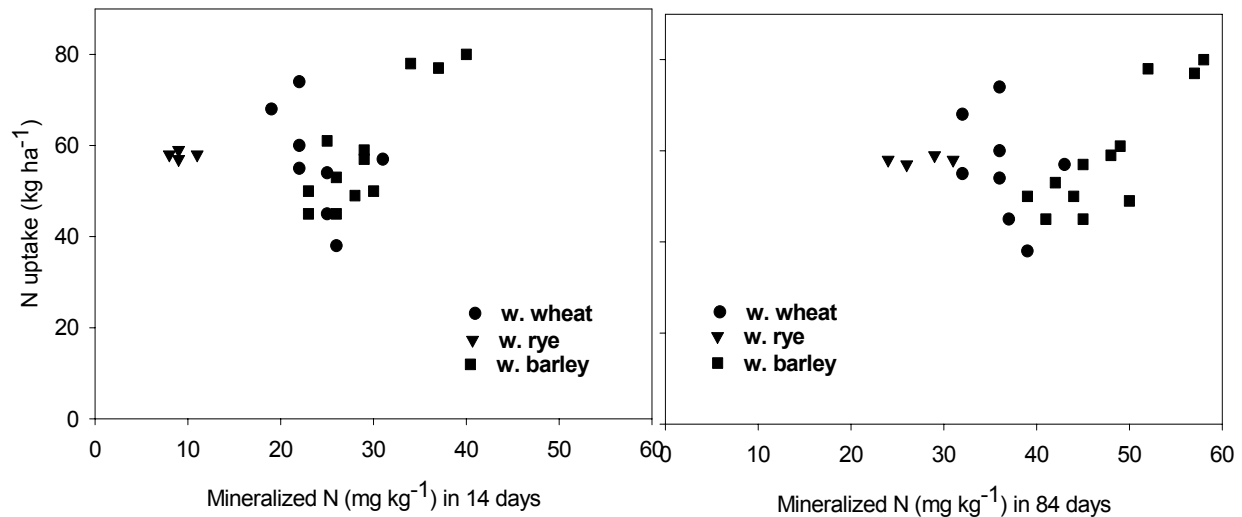 N uptake (kg ha⁻¹)
80
60
40
20
0
w. wheat
w. rye
w. barley
0 10 20 30 40 50 60
Mineralized N (mg kg⁻¹) in 14 days
w. wheat
w. rye
w. barley
0 10 20 30 40 50 60
Mineralized N (mg kg⁻¹) in 84 days